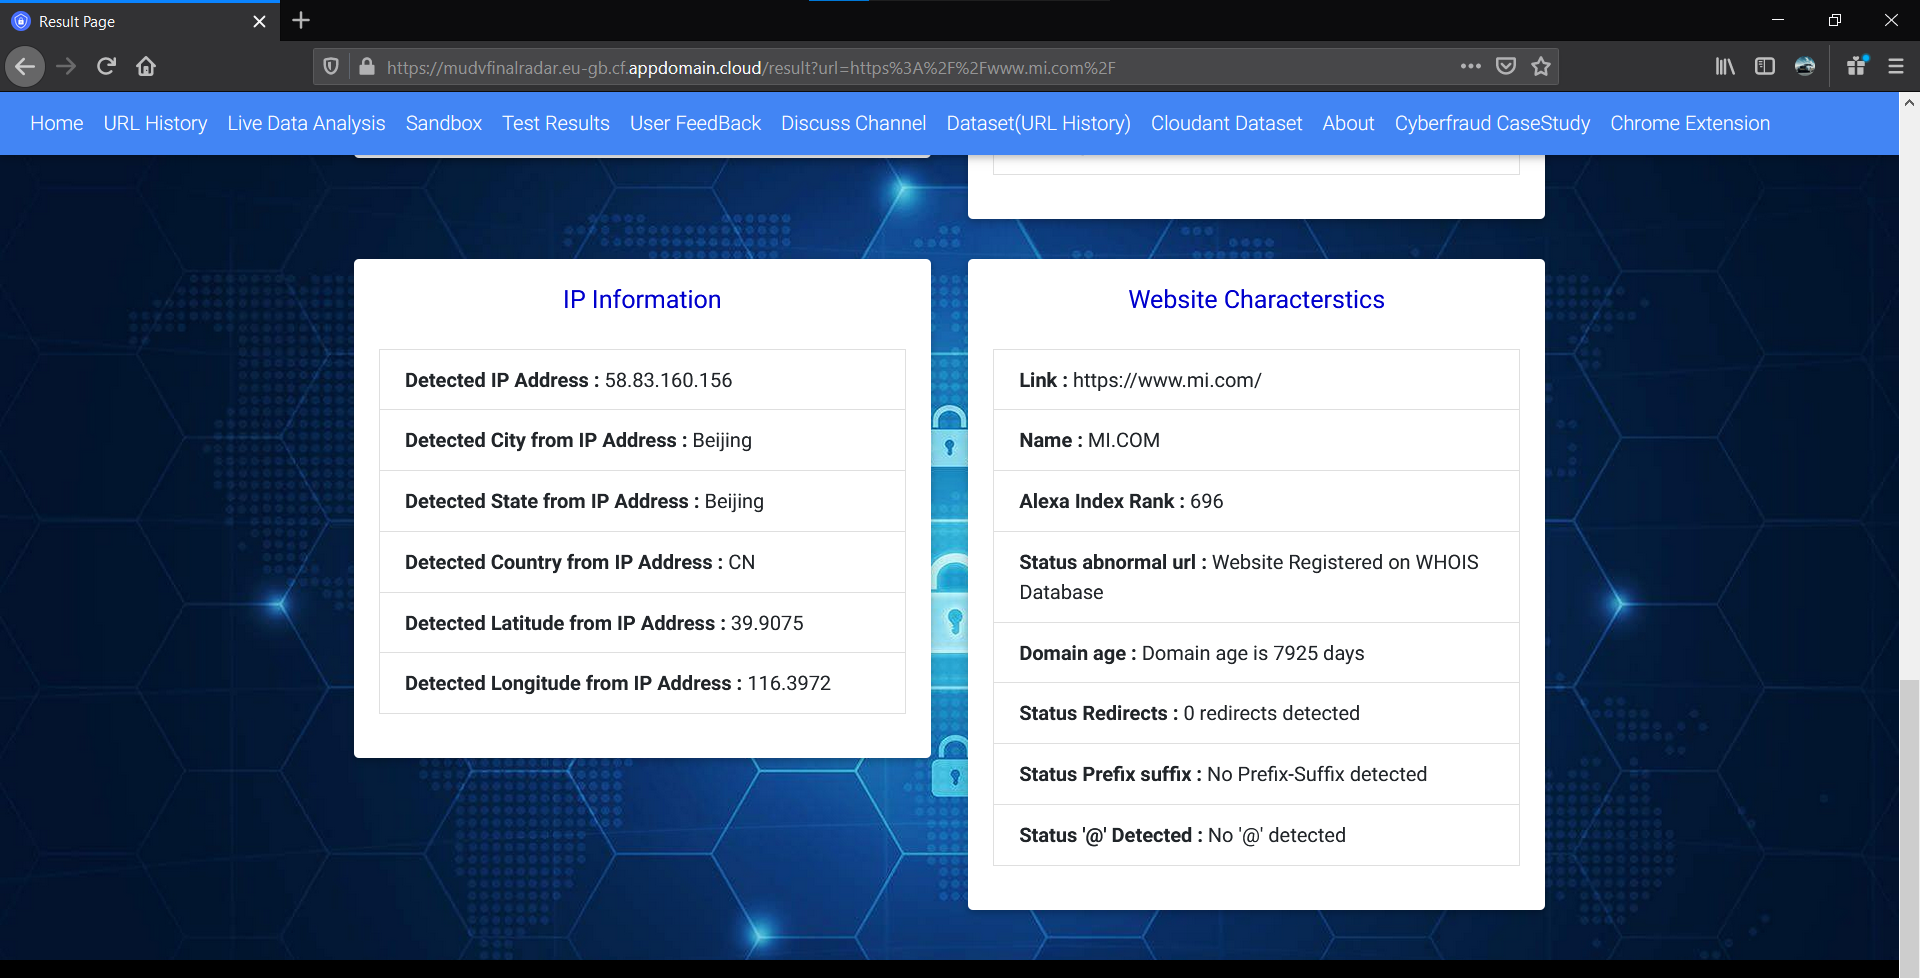 Result Page
https://mudvfinalradar.eu-gb.cf.appdomain.cloud/result?url=https%3A%2F%2Fwww.mi.com%2F
Home URL History Live Data Analysis Sandbox Test Results User FeedBack Discuss Channel Dataset(URL History) Cloudant Dataset About Cyberfraud CaseStudy Chrome Extension
IP Information
Detected IP Address : 58.83.160.156
Detected City from IP Address : Beijing
Detected State from IP Address : Beijing
Detected Country from IP Address : CN
Detected Latitude from IP Address : 39.9075
Detected Longitude from IP Address : 116.3972
Website Characterstics
Link : https://www.mi.com/
Name : MI.COM
Alexa Index Rank : 696
Status abnormal url : Website Registered on WHOIS
Database
Domain age : Domain age is 7925 days
Status Redirects : 0 redirects detected
Status Prefix suffix : No Prefix-Suffix detected
Status '@' Detected : No '@' detected